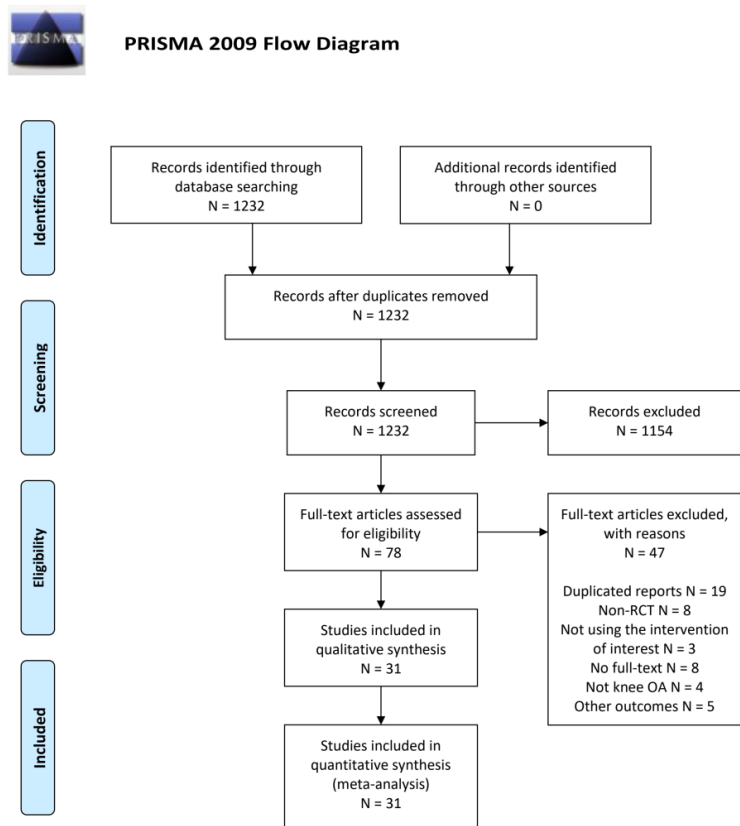 PRISMA
PRISMA 2009 Flow Diagram
Identification
Records identified through
database searching
N = 1232
Additional records identified
through other sources
N = 0
Records after duplicates removed
N = 1232
Screening
Records screened
N = 1232
Records excluded
N = 1154
Eligibility
Full-text articles assessed
for eligibility
N = 78
Full-text articles excluded,
with reasons
N = 47
Duplicated reports N = 19
Non-RCT N = 8
Not using the intervention
of interest N = 3
No full-text N = 8
Not knee OA N = 4
Other outcomes N = 5
Studies included in
qualitative synthesis
N = 31
Included
Studies included in
quantitative synthesis
(meta-analysis)
N = 31